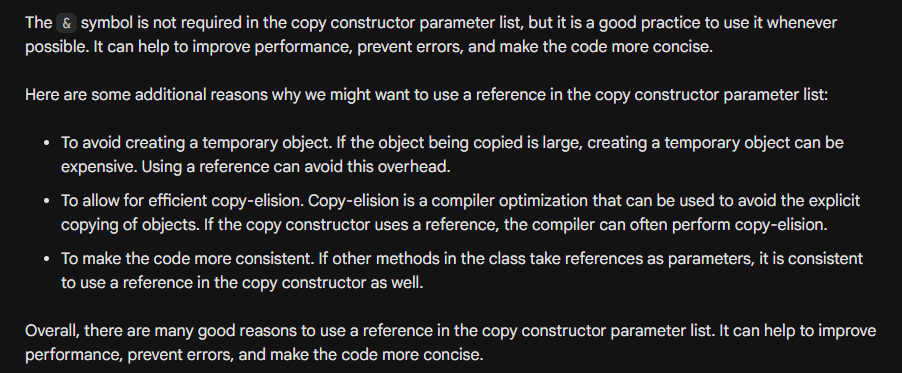 The & symbol is not required in the copy constructor parameter list, but it is a good practice to use it whenever
possible. It can help to improve performance, prevent errors, and make the code more concise.
Here are some additional reasons why we might want to use a reference in the copy constructor parameter list:
• To avoid creating a temporary object. If the object being copied is large, creating a temporary object can be
expensive. Using a reference can avoid this overhead.
• To allow for efficient copy-elision. Copy-elision is a compiler optimization that can be used to avoid the explicit
copying of objects. If the copy constructor uses a reference, the compiler can often perform copy-elision.
• To make the code more consistent. If other methods in the class take references as parameters, it is consistent
to use a reference in the copy constructor as well.
Overall, there are many good reasons to use a reference in the copy constructor parameter list. It can help to improve
performance, prevent errors, and make the code more concise.